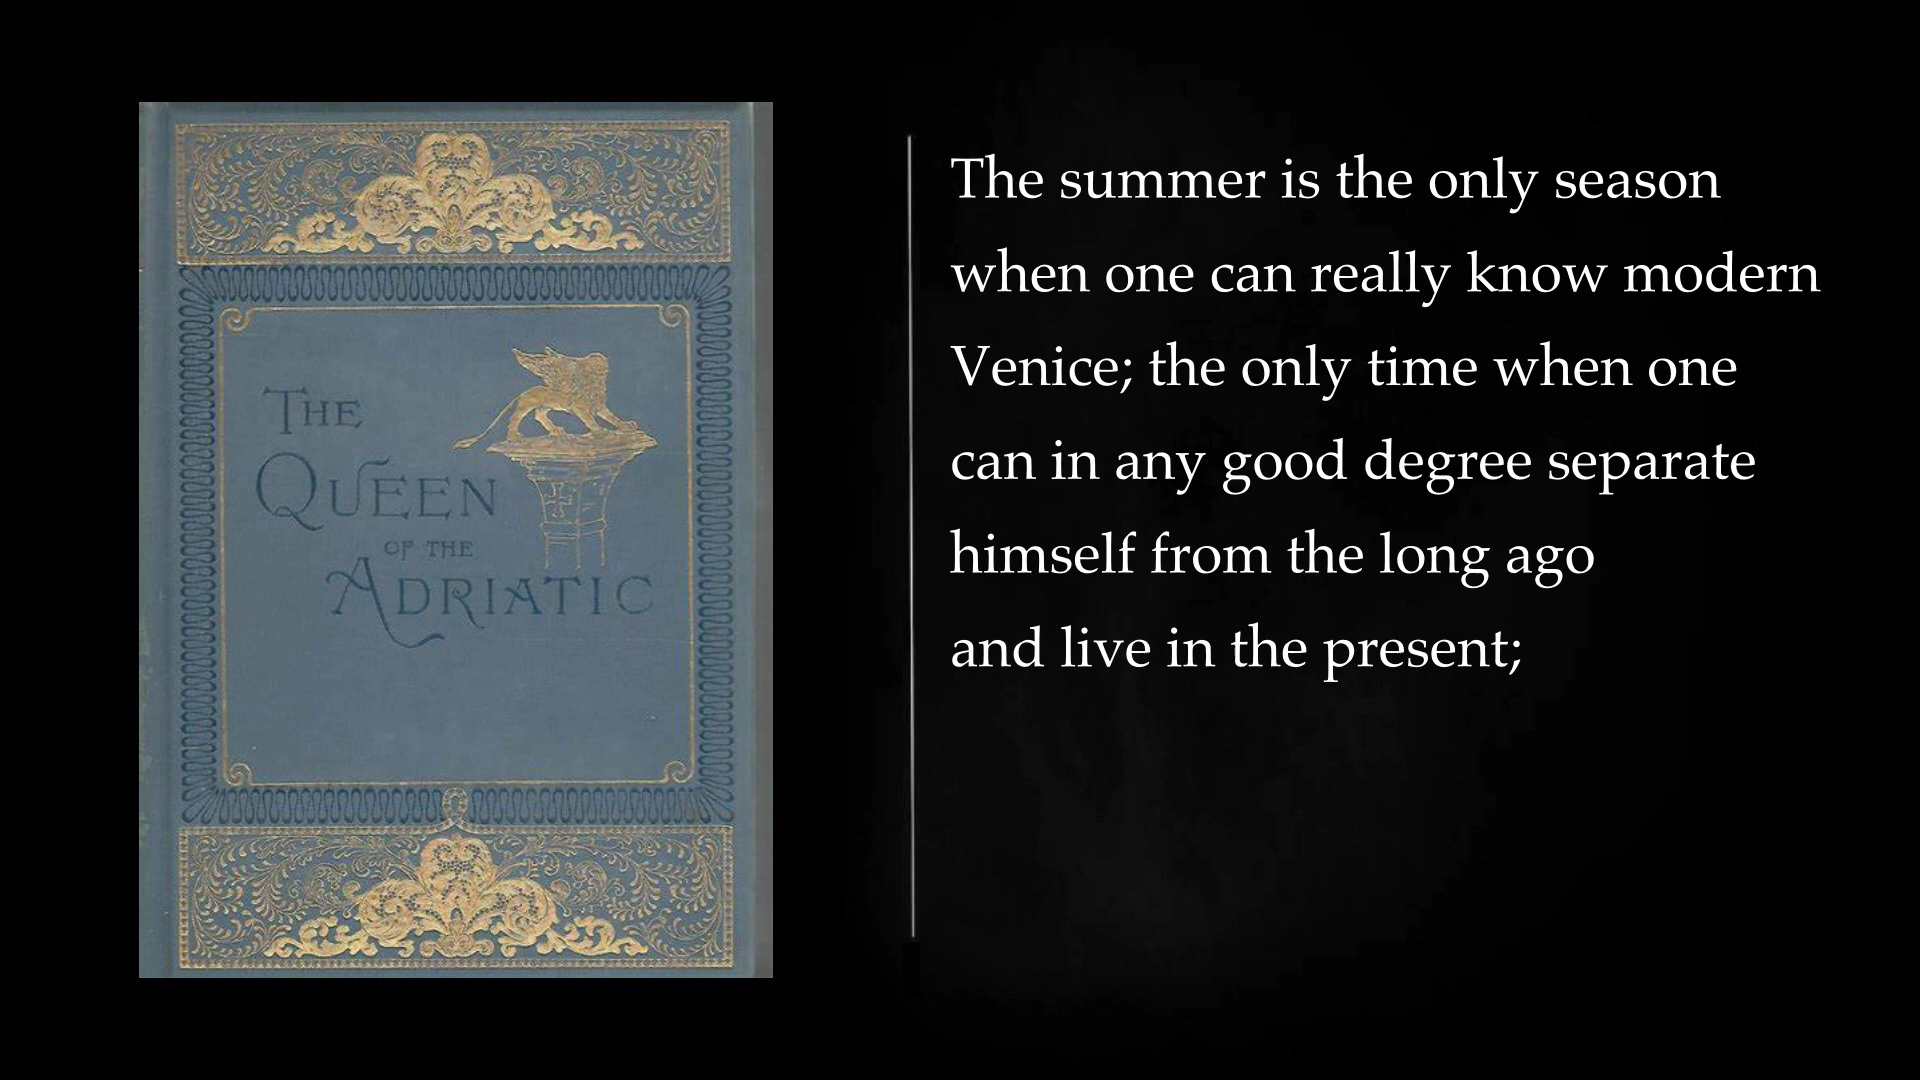 THE
QUEEN
OF THE
ADRIATIC
The summer is the only season
when one can really know modern
Venice; the only time when one
can in any good degree separate
himself from the long ago
and live in the present;